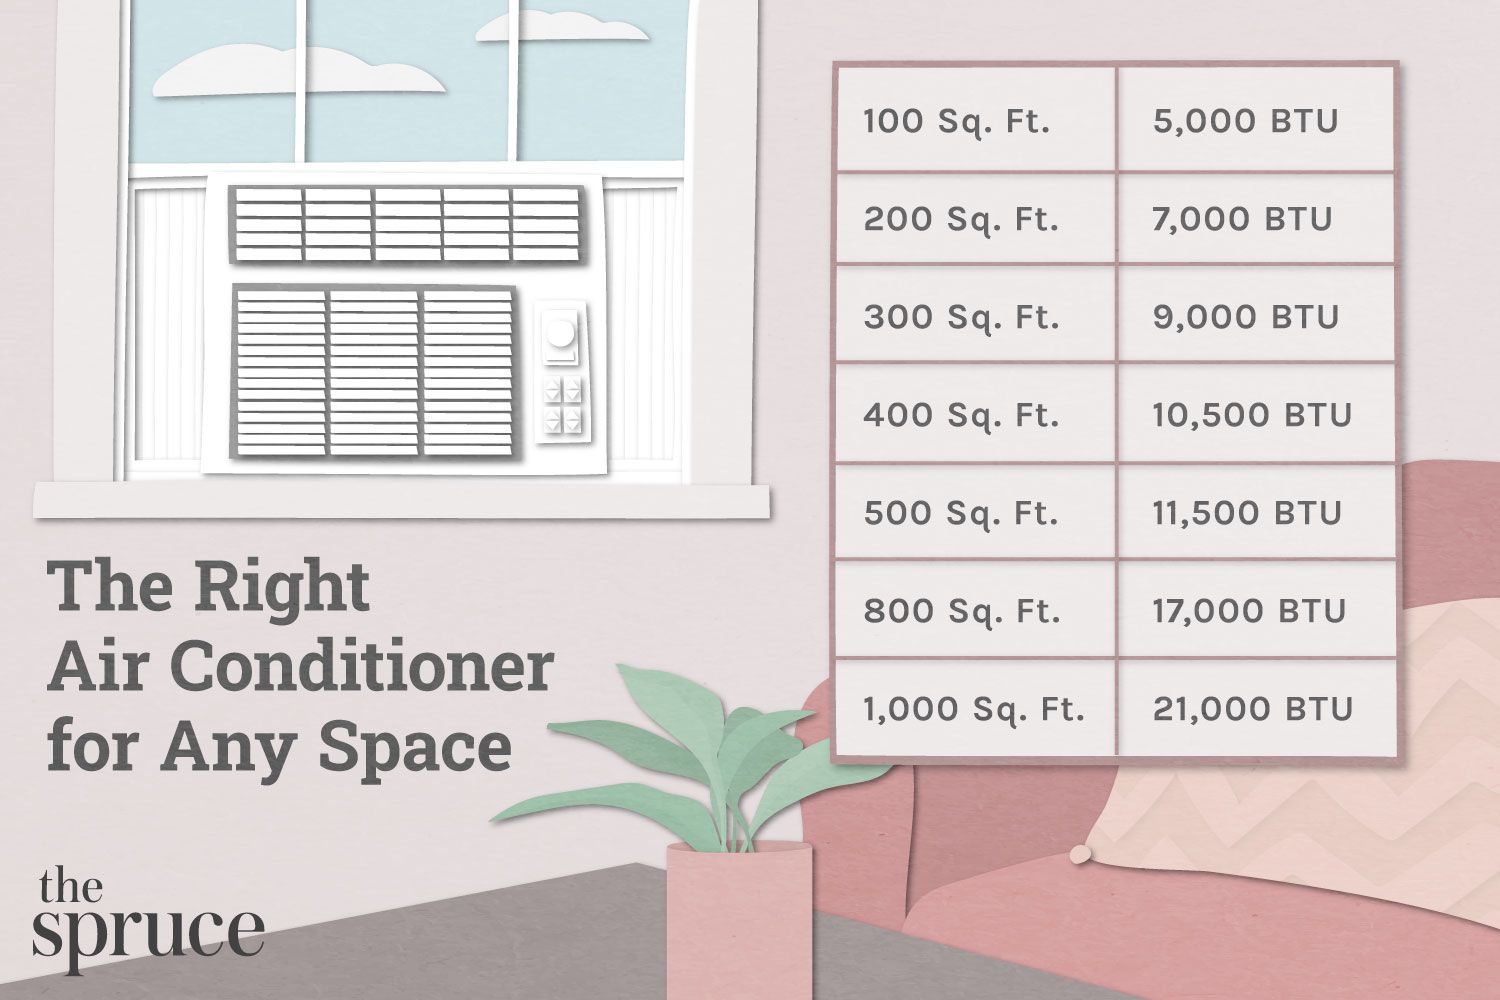 100 Sq. Ft. 5,000 BTU
200 Sq. Ft. 7,000 BTU
300 Sq. Ft. 9,000 BTU
400 Sq. Ft. 10,500 BTU
500 Sq. Ft. 11,500 BTU
800 Sq. Ft. 17,000 BTU
1,000 Sq. Ft. 21,000 BTU
The Right
Air Conditioner
for Any Space
the
spruce